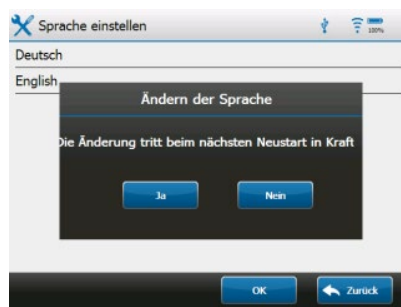 Sprache einstellen
100%
Deutsch
English
Ändern der Sprache
Die Änderung tritt beim nächsten Neustart in Kraft
Ja
Nein
OK
Zurück